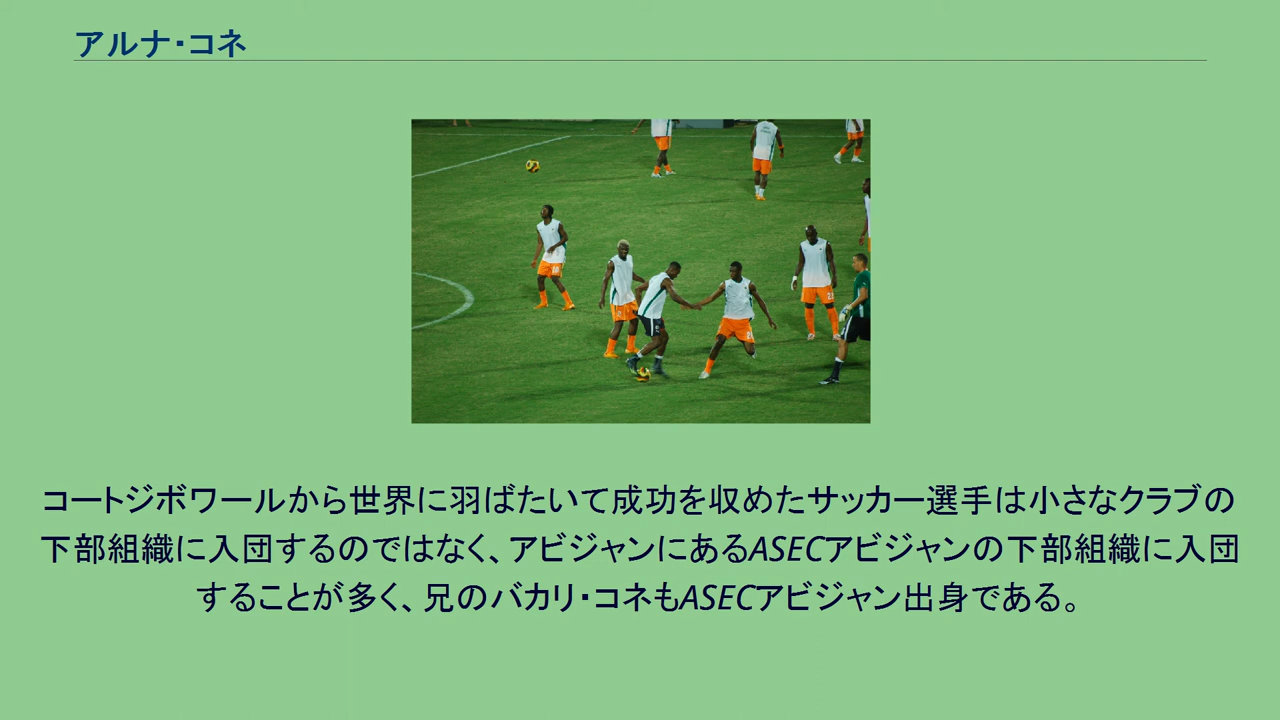 アルナ・コネ
コートジボワールから世界に羽ばたいて成功を収めたサッカー選手は小さなクラブの
下部組織に入団するのではなく、アビジャンにあるASECアビジャンの下部組織に入団
することが多く、兄のバカリ・コネもASECアビジャン出身である。